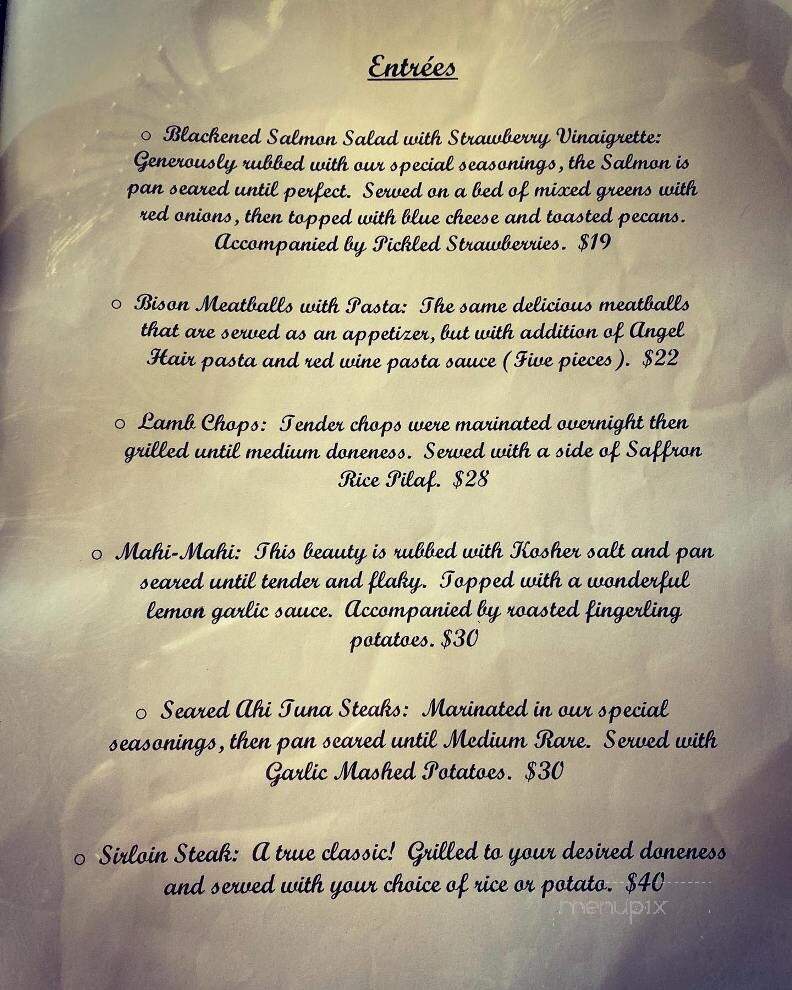 Entrées
○ Blackened Salmon Salad with Strawberry Vinaigrette:
Generously rubbed with our special seasonings, the Salmon is
pan seared until perfect. Served on a bed of mixed greens with
red onions, then topped with blue cheese and toasted pecans.
Accompanied by Pickled Strawberries. $19
○ Bison Meatballs with Pasta: The same delicious meatballs
that are served as an appetizer, but with addition of Angel
Hair pasta and red wine pasta sauce (Five pieces). $22
○ Lamb Chops: Tender chops were marinated overnight then
grilled until medium doneness. Served with a side of Saffron
Rice Pilaf. $28
○ Mahi-Mahi: This beauty is rubbed with Kosher salt and pan
seared until tender and flaky. Topped with a wonderful
lemon garlic sauce. Accompanied by roasted fingerling
potatoes. $30
○ Seared Ahi Tuna Steaks: Marinated in our special
seasonings, then pan seared until Medium Rare. Served with
Garlic Mashed Potatoes. $30
○ Sirloin Steak: A true classic! Grilled to your desired doneness
and served with your choice of rice or potato. $40
menupix